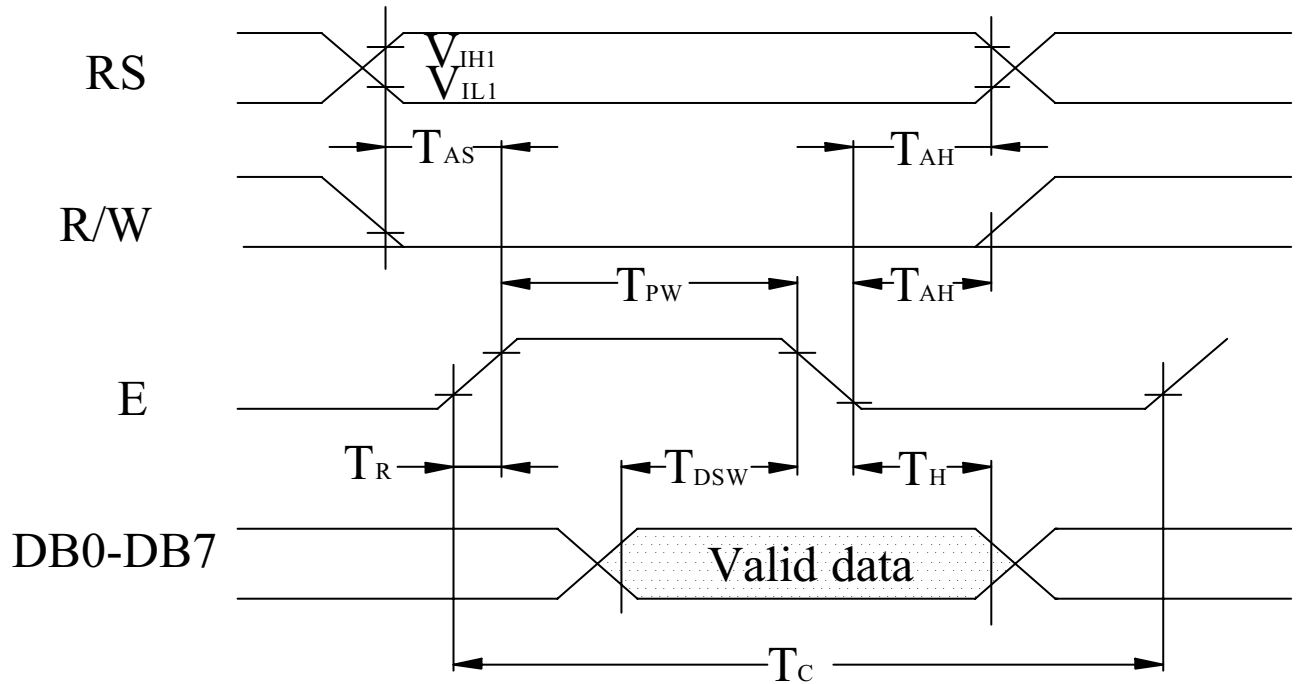 RS
VIH1
VIL1
TAS
TAH
R/W
TPW
TAH
E
TR
TDSW
TH
DB0-DB7
Valid data
TC